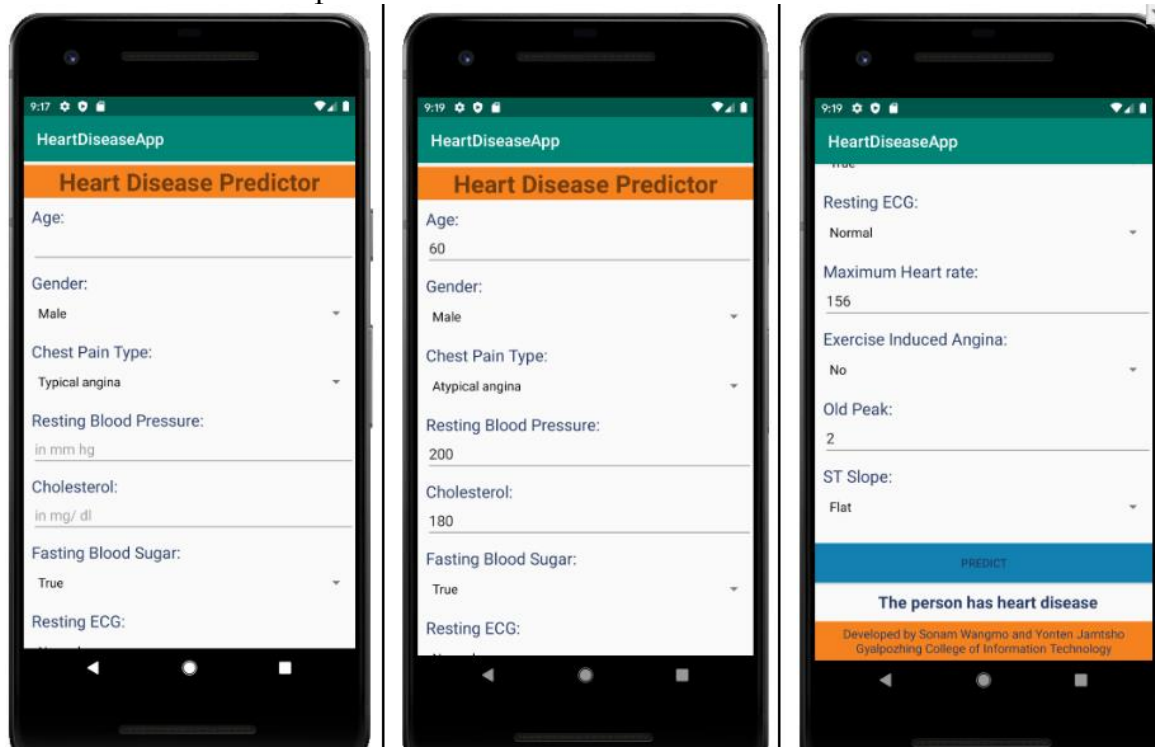 9:17
HeartDiseaseApp
Heart Disease Predictor
Age:
Gender:
Male
Chest Pain Type:
Typical angina
Resting Blood Pressure:
in mm hg
Cholesterol:
in mg/ dl
Fasting Blood Sugar:
True
Resting ECG:
9:19
HeartDiseaseApp
Heart Disease Predictor
Age:
60
Gender:
Male
Chest Pain Type:
Atypical angina
Resting Blood Pressure:
200
Cholesterol:
180
Fasting Blood Sugar:
True
Resting ECG:
9:19
HeartDiseaseApp
Resting ECG:
Normal
Maximum Heart rate:
156
Exercise Induced Angina:
No
Old Peak:
2
ST Slope:
Flat
PREDICT
The person has heart disease
Developed by Sonam Wangmo and Yonten Jamtsho
Gyalpozhing College of Information Technology